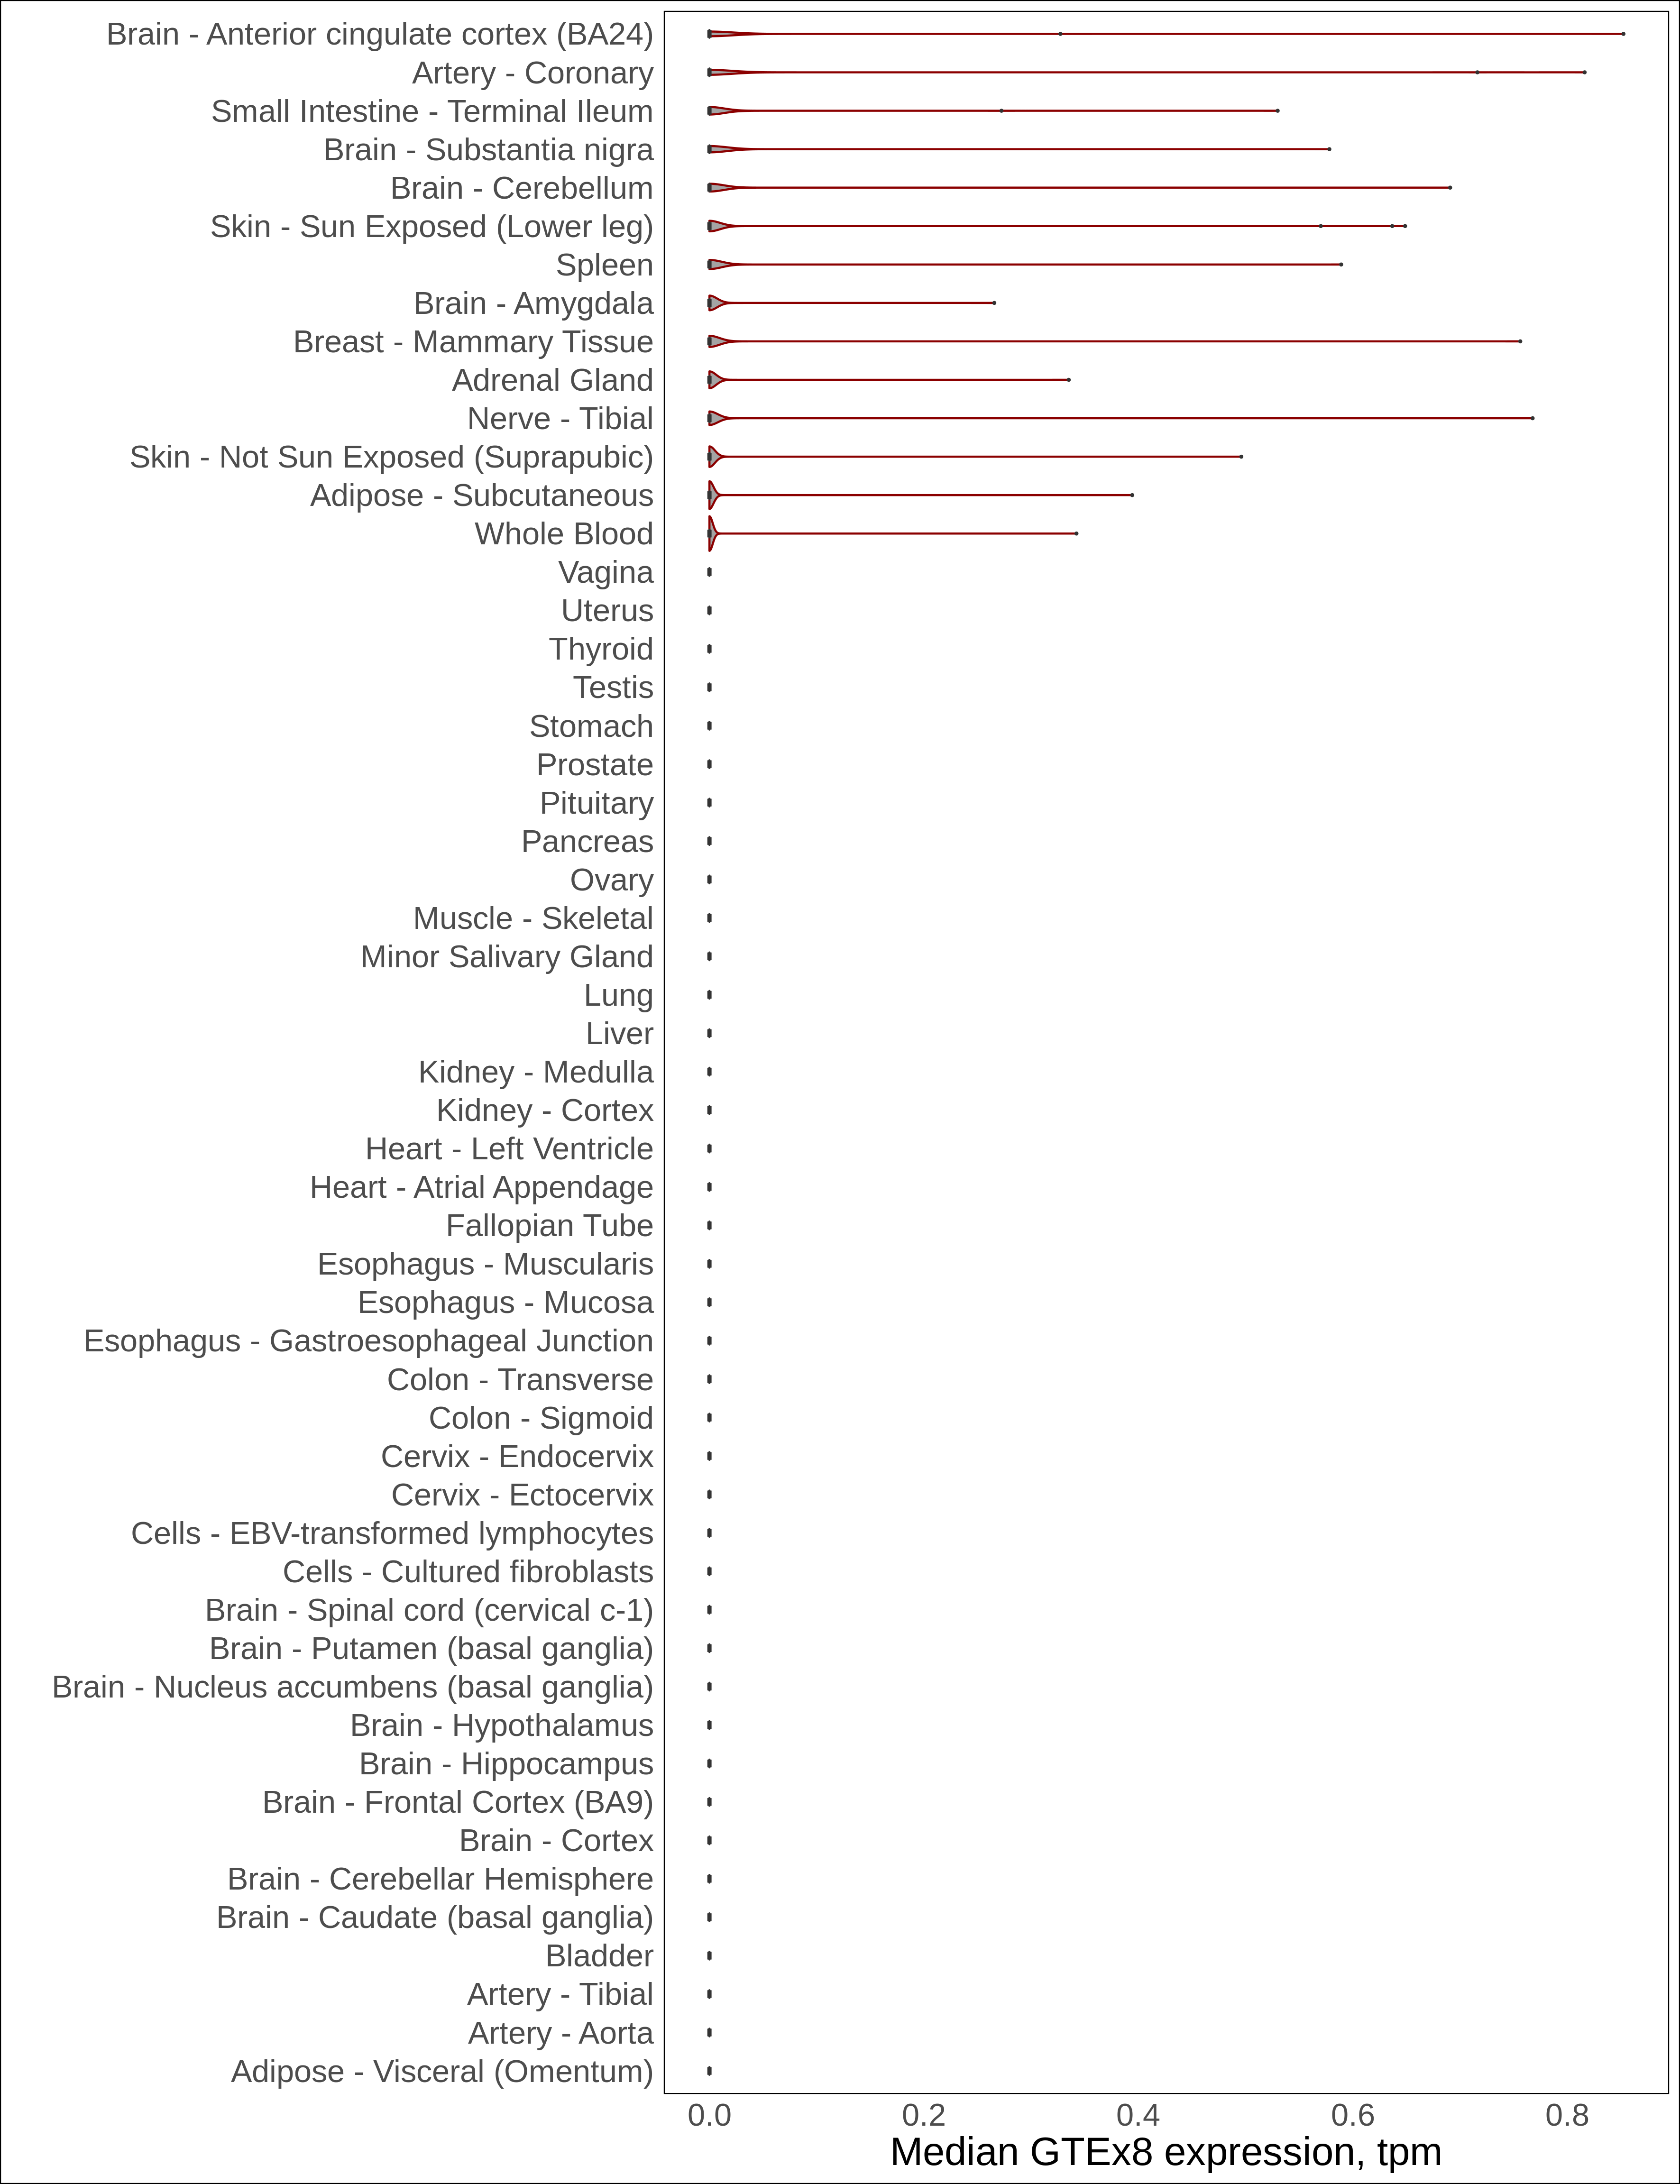 Brain - Anterior cingulate cortex (BA24)
Artery - Coronary
Small Intestine - Terminal Ileum
Brain - Substantia nigra
Brain - Cerebellum
Skin - Sun Exposed (Lower leg)
Spleen
Brain - Amygdala
Breast - Mammary Tissue
Adrenal Gland
Nerve - Tibial
Skin - Not Sun Exposed (Suprapubic)
Adipose - Subcutaneous
Whole Blood
Vagina
Uterus
Thyroid
Testis
Stomach
Prostate
Pituitary
Pancreas
Ovary
Muscle - Skeletal
Minor Salivary Gland
Lung
Liver
Kidney - Medulla
Kidney - Cortex
Heart - Left Ventricle
Heart - Atrial Appendage
Fallopian Tube
Esophagus - Muscularis
Esophagus - Mucosa
Esophagus - Gastroesophageal Junction
Colon - Transverse
Colon - Sigmoid
Cervix - Endocervix
Cervix - Ectocervix
Cells - EBV-transformed lymphocytes
Cells - Cultured fibroblasts
Brain - Spinal cord (cervical c-1)
Brain - Putamen (basal ganglia)
Brain - Nucleus accumbens (basal ganglia)
Brain - Hypothalamus
Brain - Hippocampus
Brain - Frontal Cortex (BA9)
Brain - Cortex
Brain - Cerebellar Hemisphere
Brain - Caudate (basal ganglia)
Bladder
Artery - Tibial
Artery - Aorta
Adipose - Visceral (Omentum)
0.0 0.2 0.4 0.6 0.8
Median GTEx8 expression, tpm